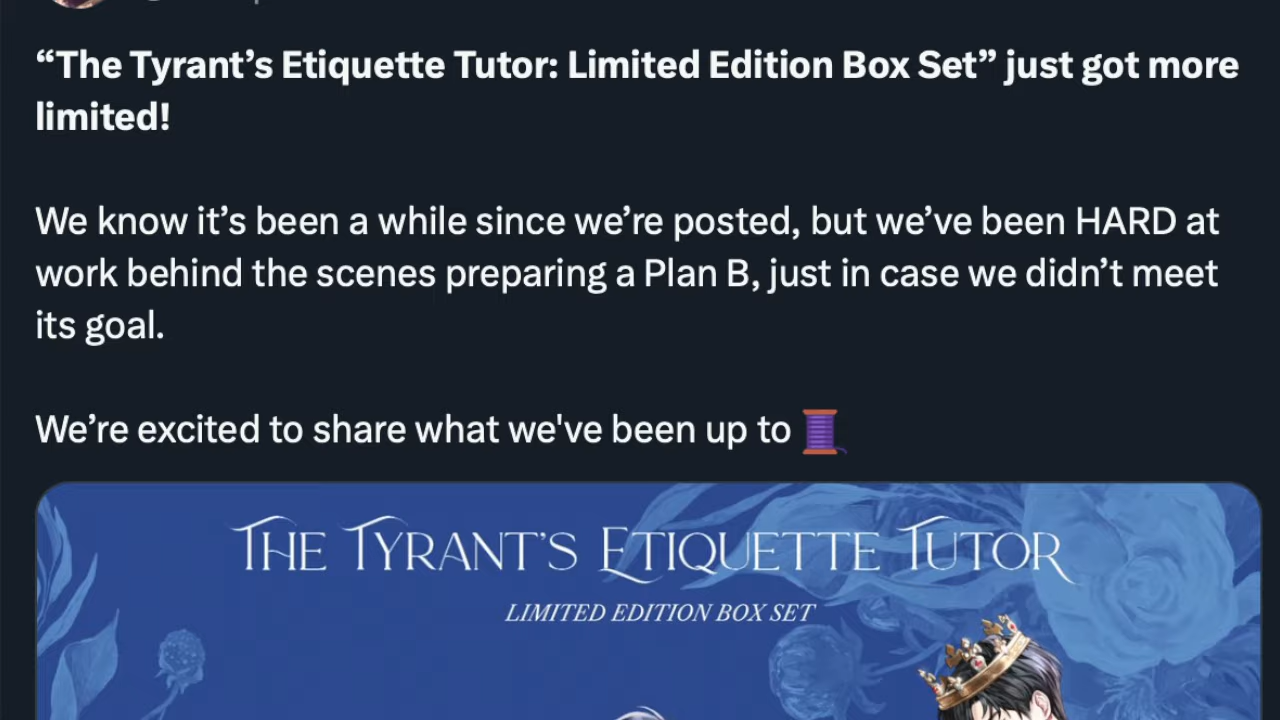 “The Tyrant’s Etiquette Tutor: Limited Edition Box Set” just got more
limited!
We know it’s been a while since we’re posted, but we’ve been HARD at
work behind the scenes preparing a Plan B, just in case we didn’t meet
its goal.
We’re excited to share what we've been up to 🧵
THE TYRANT’S ETIQUETTE TUTOR
LIMITED EDITION BOX SET